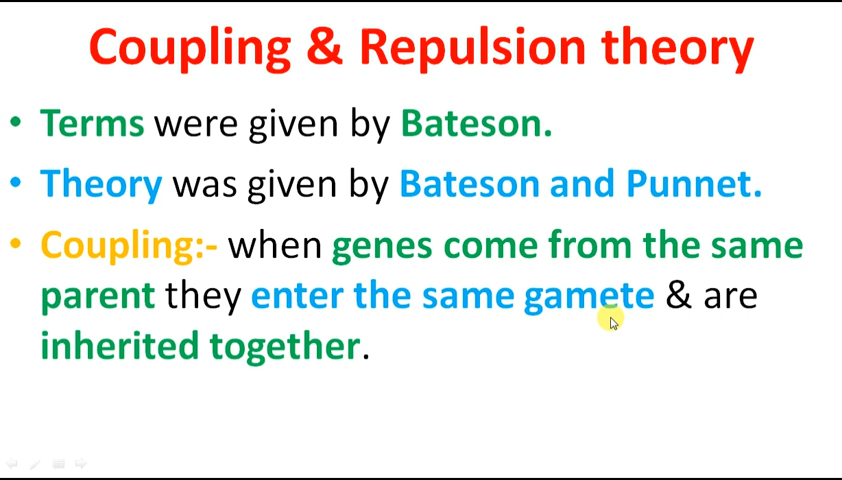 Coupling & Repulsion theory
• Terms were given by Bateson.
• Theory was given by Bateson and Punnet.
• Coupling:- when genes come from the same
parent they enter the same gamete & are
inherited together.